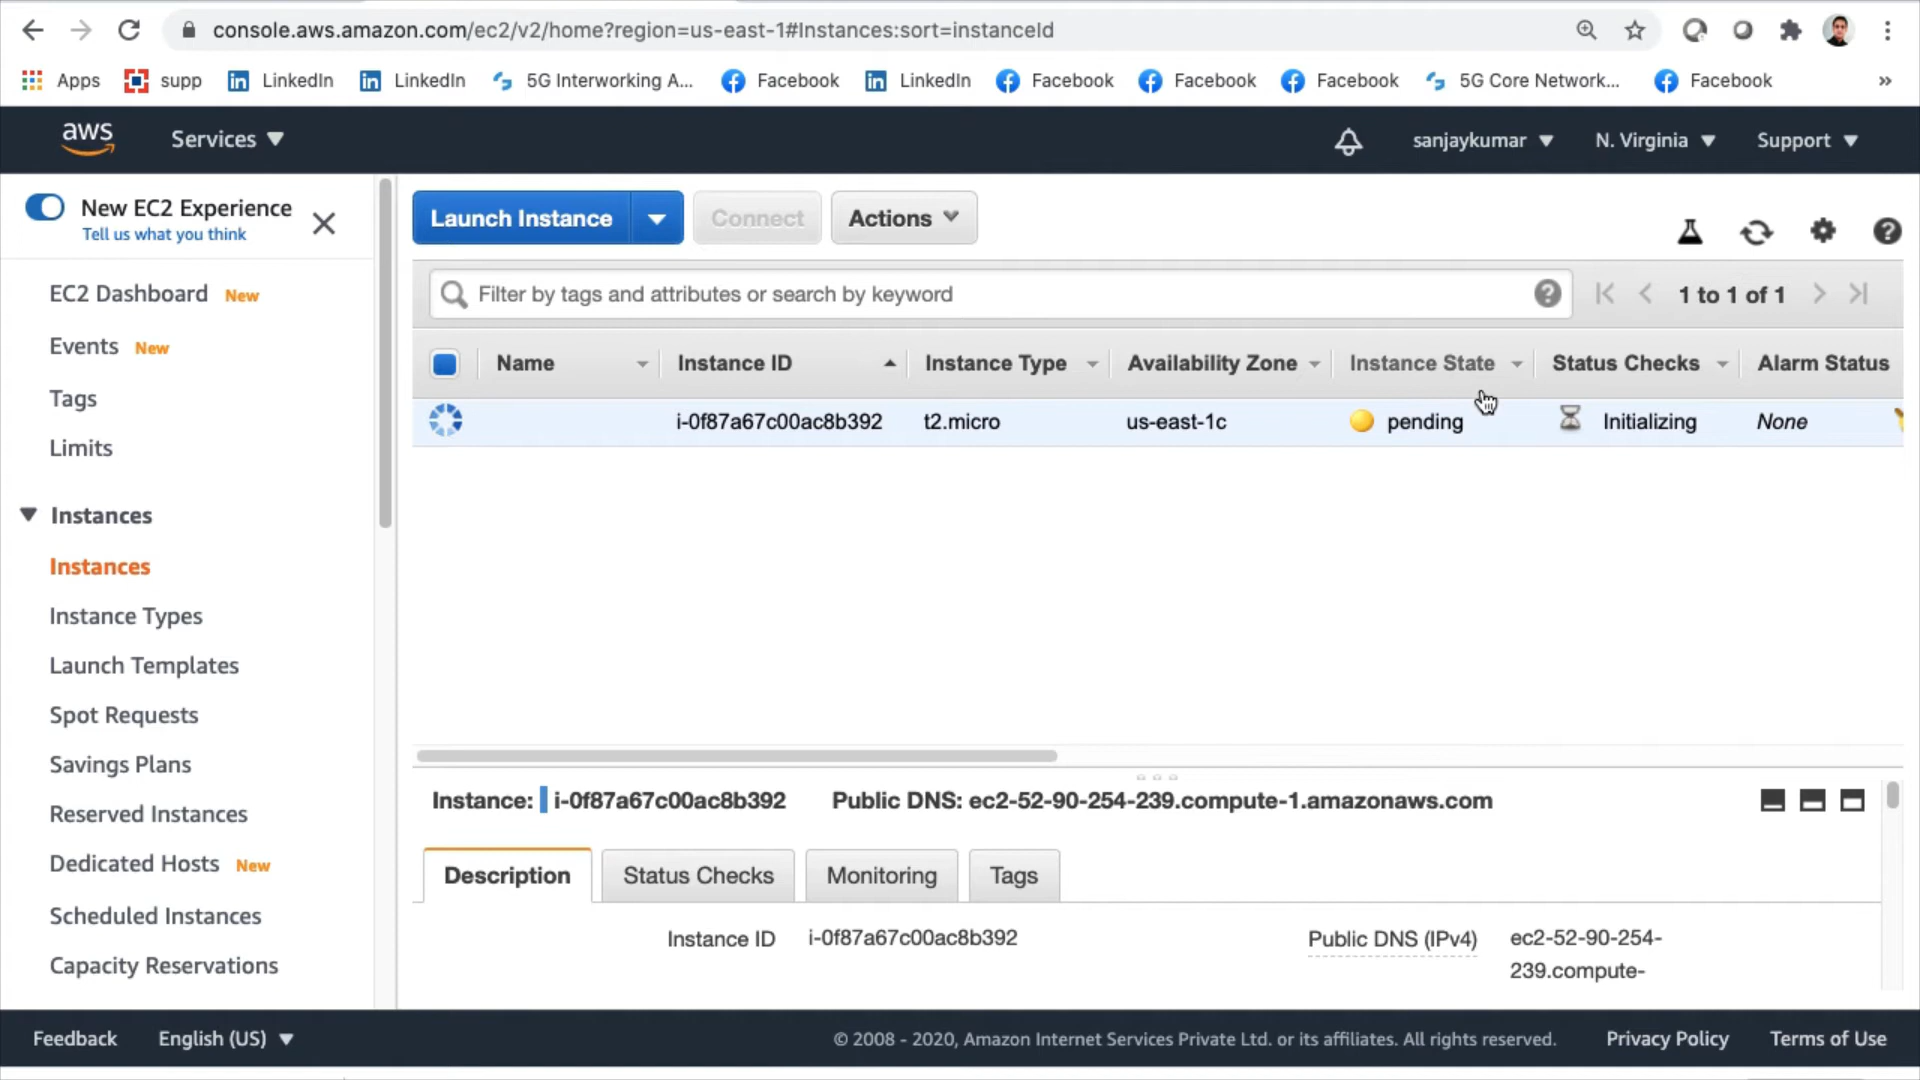 console.aws.amazon.com/ec2/v2/home?region=us-east-1#Instances:sort=instanceId
Apps supp LinkedIn LinkedIn 5G Interworking A... Facebook LinkedIn Facebook Facebook Facebook 5G Core Network... Facebook »
aws Services sanjaykumar N. Virginia Support
New EC2 Experience
Tell us what you think
EC2 Dashboard New
Events New
Tags
Limits
Instances
Instances
Instance Types
Launch Templates
Spot Requests
Savings Plans
Reserved Instances
Dedicated Hosts New
Scheduled Instances
Capacity Reservations
Launch Instance Connect Actions
Filter by tags and attributes or search by keyword 1 to 1 of 1
Name Instance ID Instance Type Availability Zone Instance State Status Checks Alarm Status
i-0f87a67c00ac8b392 t2.micro us-east-1c pending Initializing None
Instance: i-0f87a67c00ac8b392 Public DNS: ec2-52-90-254-239.compute-1.amazonaws.com
Description Status Checks Monitoring Tags
Instance ID i-0f87a67c00ac8b392 Public DNS (IPv4) ec2-52-90-254-
239.compute-
Feedback English (US) © 2008 - 2020, Amazon Internet Services Private Ltd. or its affiliates. All rights reserved. Privacy Policy Terms of Use